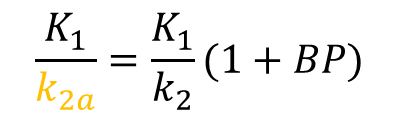 K₁/k₂ₐ = K₁/k₂ (1 + BP)